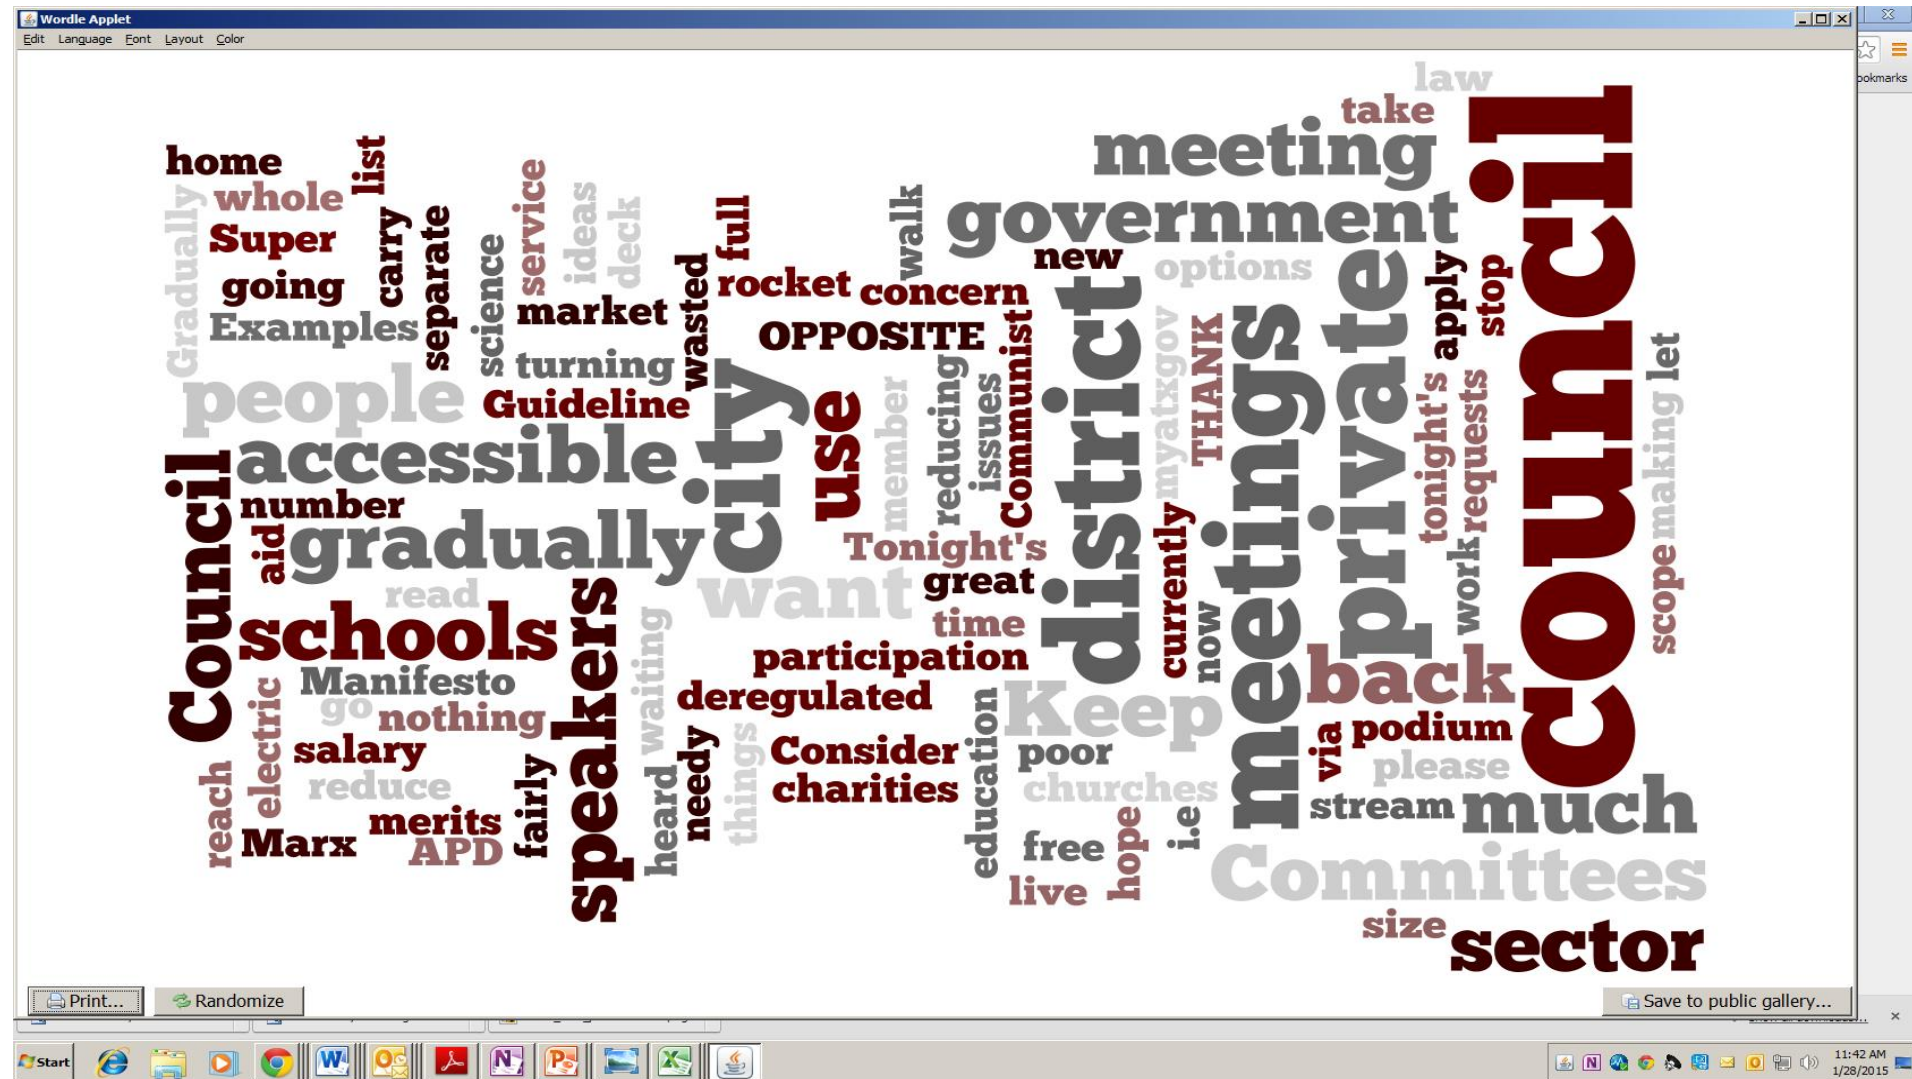 Wordle Applet
Edit Language Font Layout Color
ookmarks
law
take
meeting
council
home
list
whole
Gradually
Super
carry
separate
going
Examples
science
service
ideas
deck
market
turning
wasted
full
rocket
concern
walk
government
new
options
OPPOSITE
private
apply
stop
people
Guideline
accessible
city
use
member
reducing
issues
Communist
district
myatxgov
THANK
meetings
tonight's
requests
let
making
Council
number
aid
gradually
Tonight's
want
great
currently
now
work
scope
read
schools
speakers
time
participation
waiting
deregulated
Manifesto
go
nothing
electric
salary
reduce
reach
Marx
merits
APD
fairly
heard
needy
things
Consider
charities
education
Keep
poor
churches
back
via
podium
please
stream
much
free
hope
i.e
live
Committees
size
sector
Print...
Randomize
Save to public gallery...
Start
11:42 AM
1/28/2015